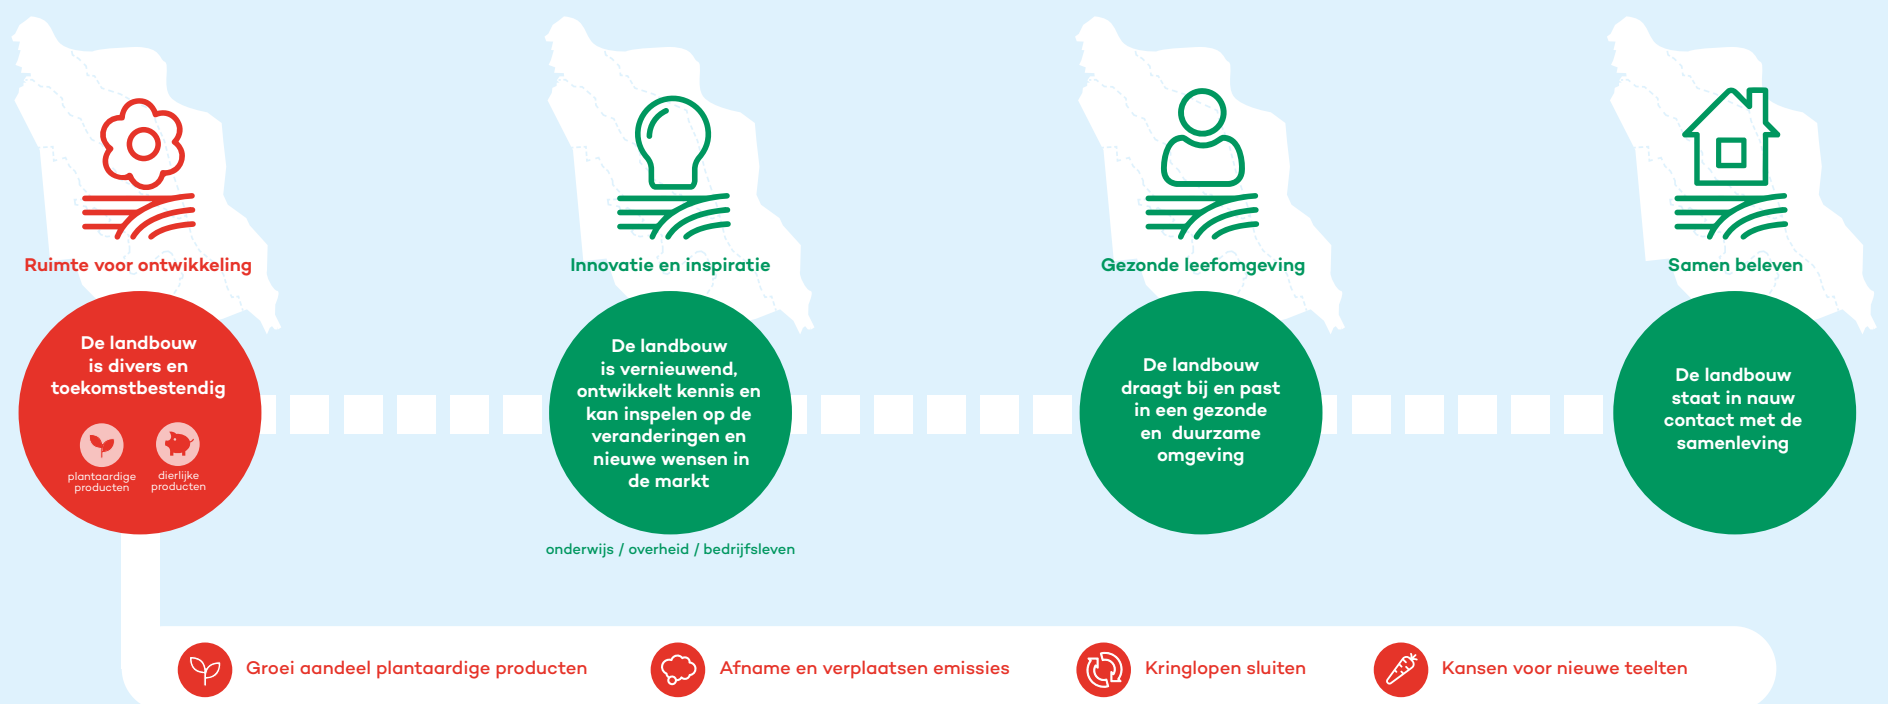 Ruimte voor ontwikkeling
De landbouw
is divers en
toekomstbestendig
plantaardige
producten
dierlijke
producten
Innovatie en inspiratie
De landbouw
is vernieuwend,
ontwikkelt kennis en
kan inspelen op de
veranderingen en
nieuwe wensen in
de markt
onderwijs / overheid / bedrijfsleven
Gezonde leefomgeving
De landbouw
draagt bij en past
in een gezonde
en duurzame
omgeving
Samen beleven
De landbouw
staat in nauw
contact met de
samenleving
Groei aandeel plantaardige producten
Afname en verplaatsen emissies
Kringlopen sluiten
Kansen voor nieuwe teelten